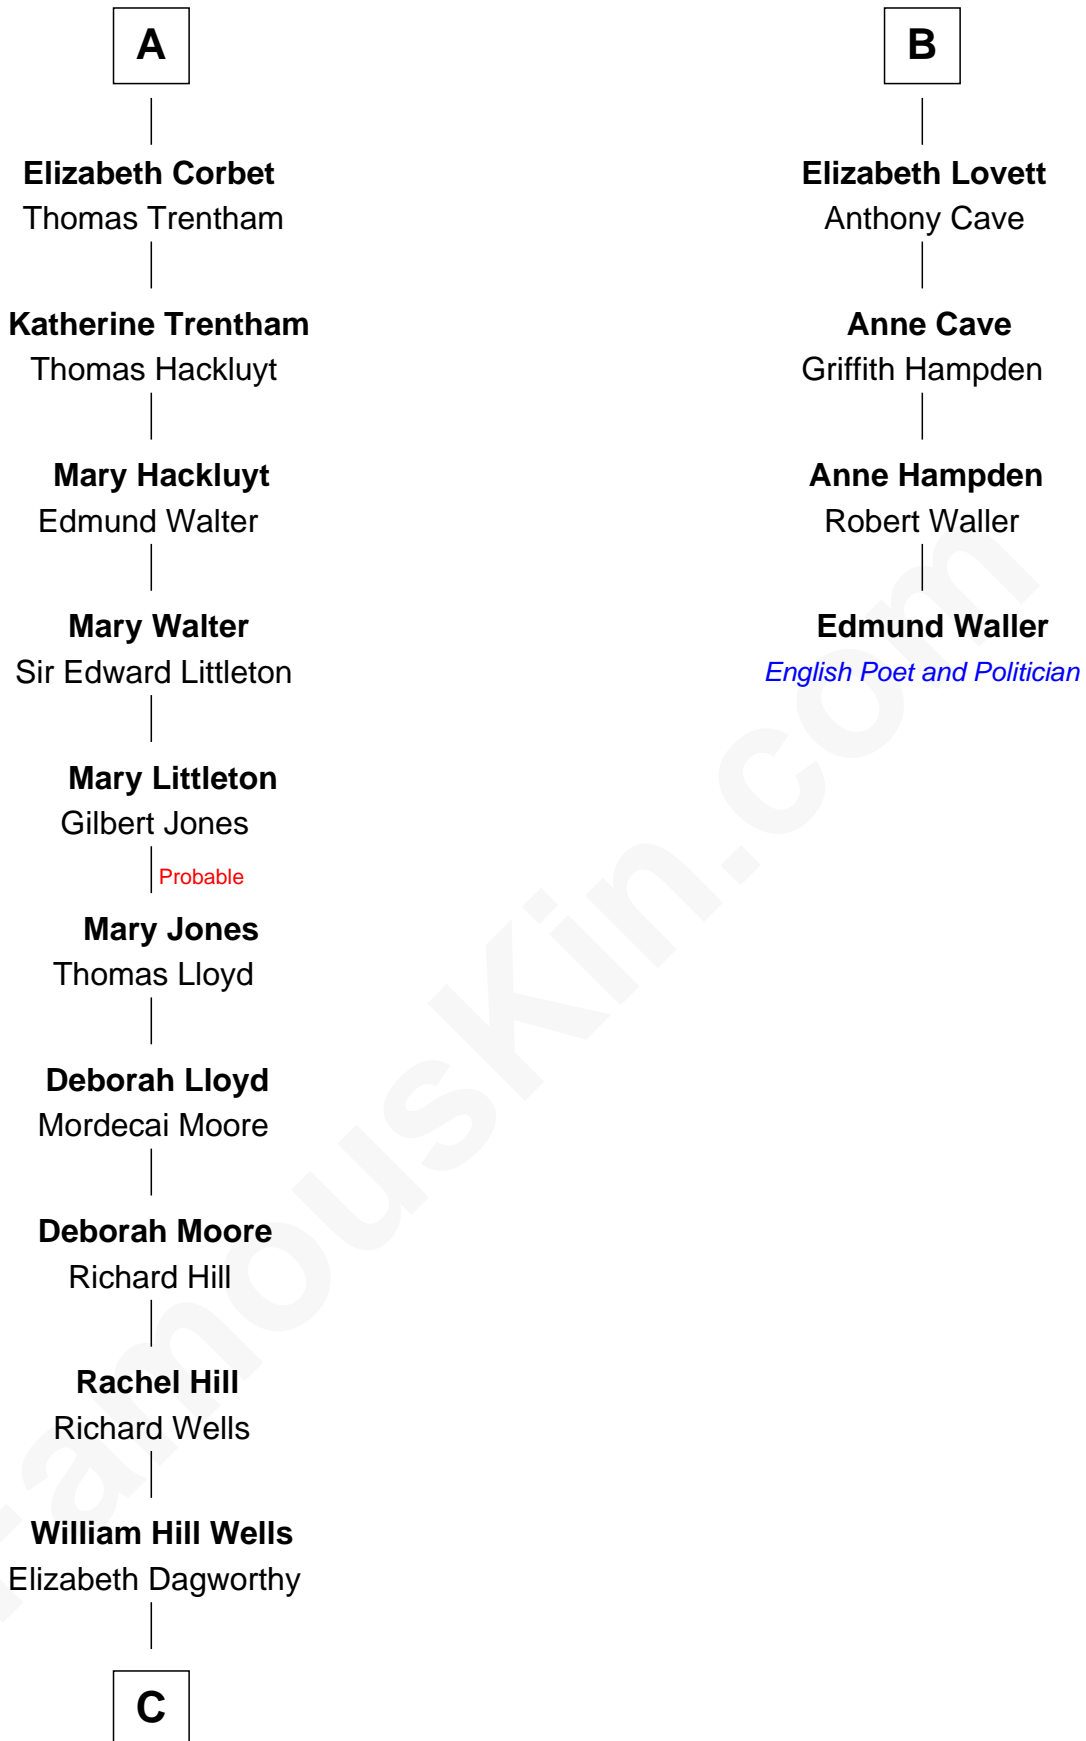 A
Elizabeth Corbet
Thomas Trentham
Katherine Trentham
Thomas Hackluyt
Mary Hackluyt
Edmund Walter
Mary Walter
Sir Edward Littleton
Mary Littleton
Gilbert Jones
Probable
Mary Jones
Thomas Lloyd
Deborah Lloyd
Mordecai Moore
Deborah Moore
Richard Hill
Rachel Hill
Richard Wells
William Hill Wells
Elizabeth Dagworthy
C
B
Elizabeth Lovett
Anthony Cave
Anne Cave
Griffith Hampden
Anne Hampden
Robert Waller
Edmund Waller
English Poet and Politician
FamousKin.com